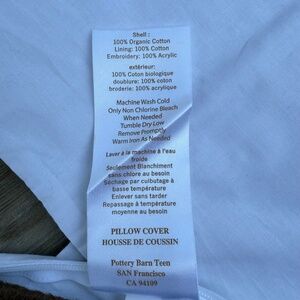 Shell :
100% Organic Cotton
Lining: 100% Cotton
Embroidery: 100% Acrylic
extérieur:
100% Coton biologique
doublure: 100% coton
broderie: 100% acrylique
Machine Wash Cold
Only Non Chlorine Bleach
When Needed
Tumble Dry Low
Remove Promptly
Warm Iron As Needed
Laver à la machine à l'eau
froide
Seulement Blanchiment
sans chlore au besoin
Séchage par culbutage à
basse température
Enlever sans tarder
Repassage à température
moyenne au besoin
PILLOW COVER
HOUSSE DE COUSSIN
Pottery Barn Teen
SAN Francisco
CA 94109